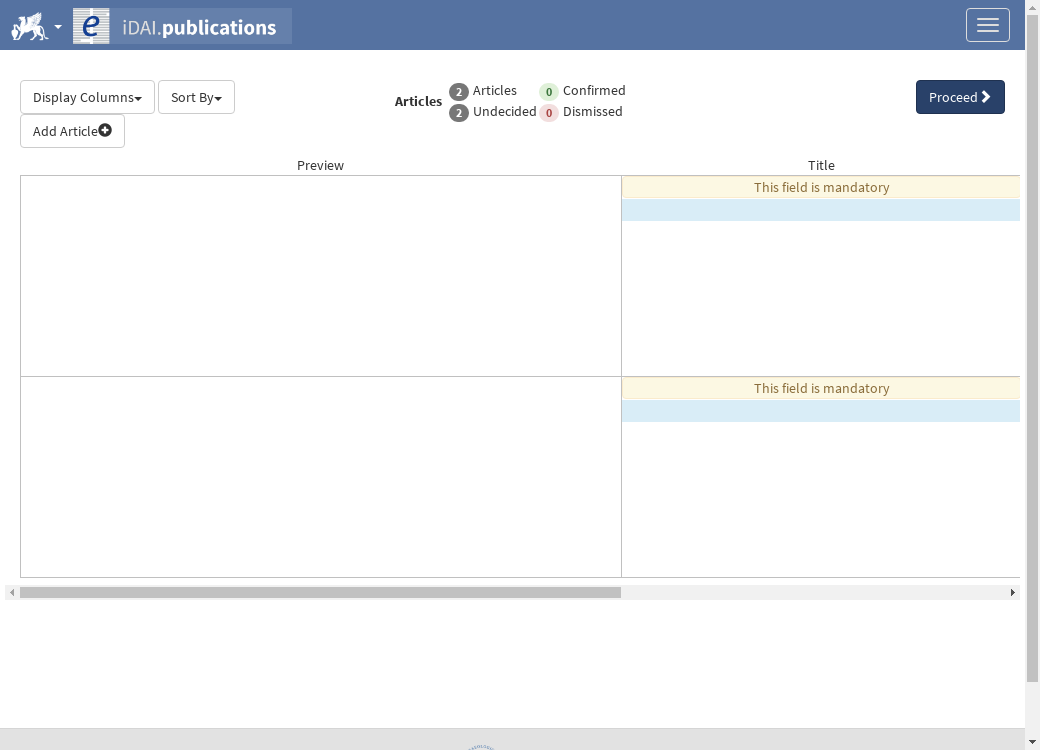 iDAI.publications
Display Columns Sort By
Add Article
Articles
2 Articles 0 Confirmed
2 Undecided 0 Dismissed
Proceed
Preview Title
This field is mandatory
This field is mandatory